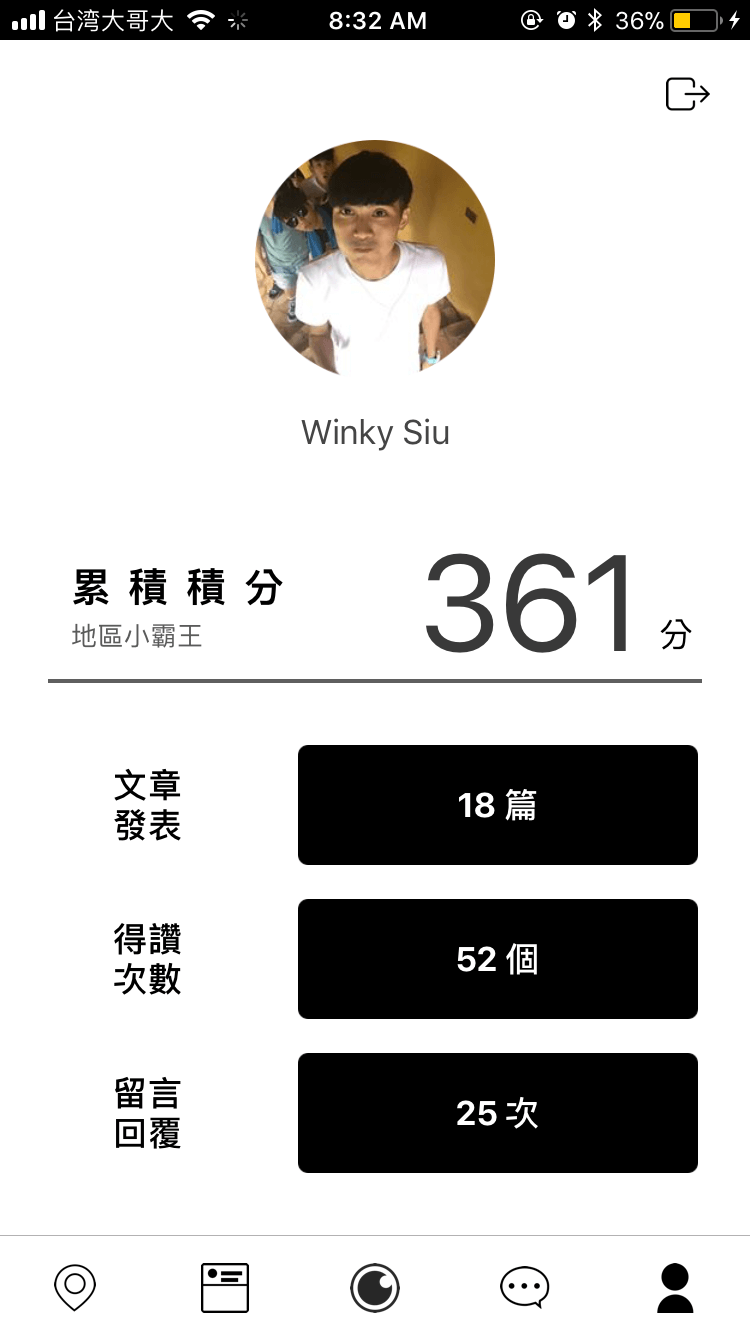 台湾大哥大 8:32 AM 36%
Winky Siu
累積積分 361 分
地區小霸王
文章
發表
18 篇
得讚
次數
52 個
留言
回覆
25 次